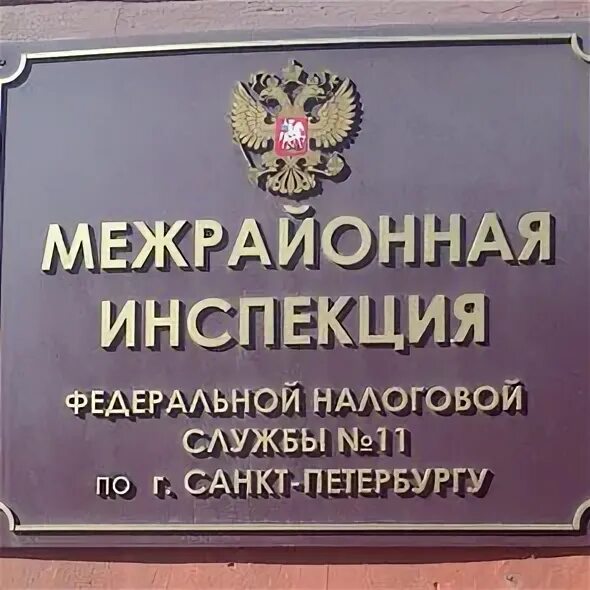 МЕЖРАЙОННАЯ
ИНСПЕКЦИЯ
ФЕДЕРАЛЬНОЙ НАЛОГОВОЙ
СЛУЖБЫ №11
ПО г. САНКТ-ПЕТЕРБУРГУ